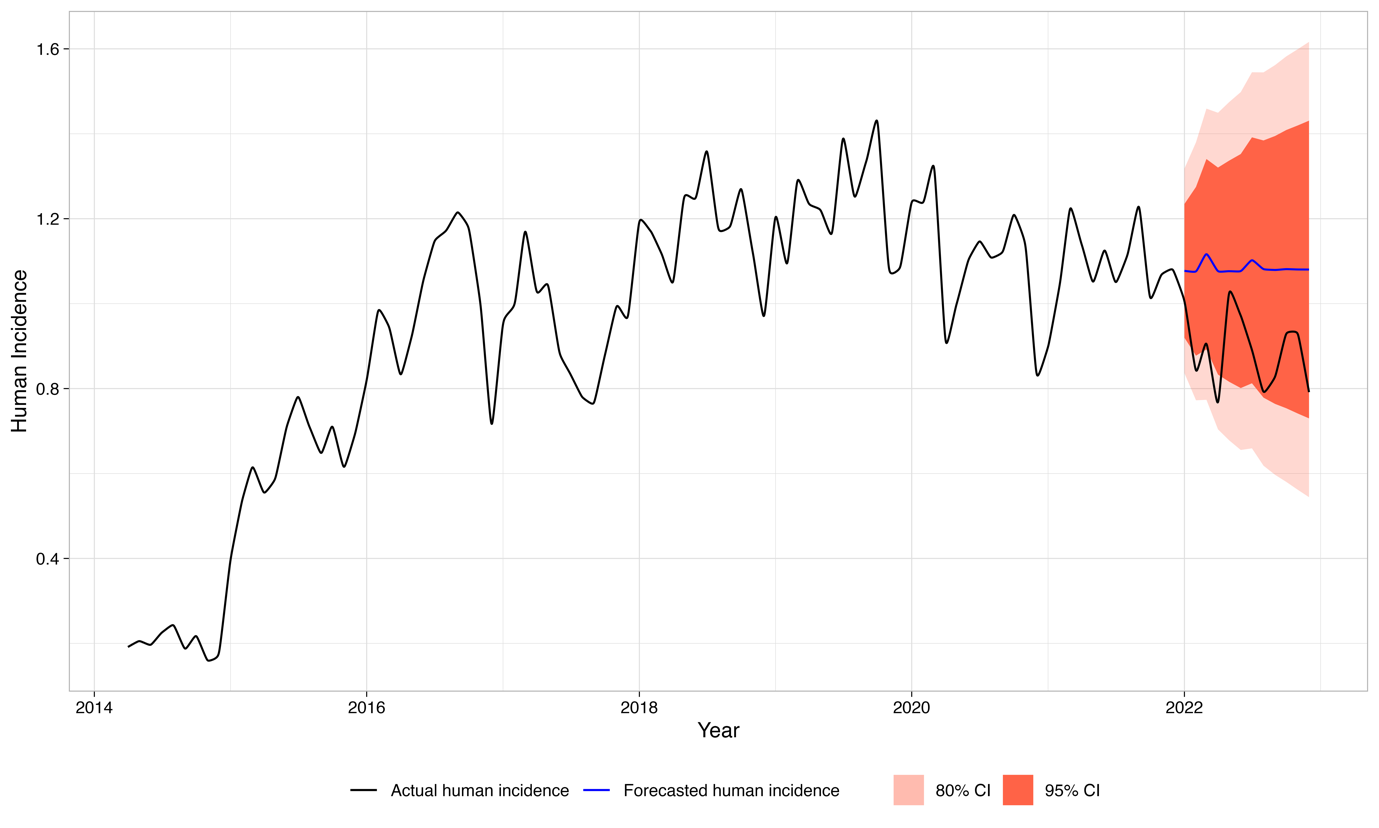 Human Incidence
1.6
1.2
0.8
0.4
2014 2016 2018 2020 2022
Year
Actual human incidence Forecasted human incidence 80% CI 95% CI